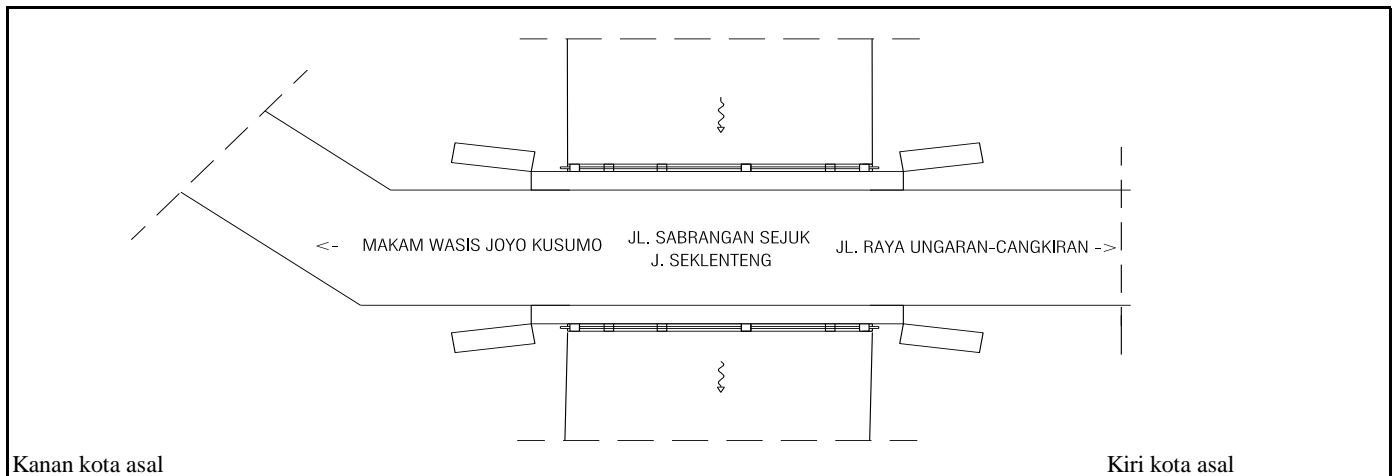 <- MAKAM WASIS JOYO KUSUMO
JL. SABRANGAN SEJUK
J. SEKLENTENG
JL. RAYA UNGARAN-CANGKIRAN ->
Kanan kota asal
Kiri kota asal